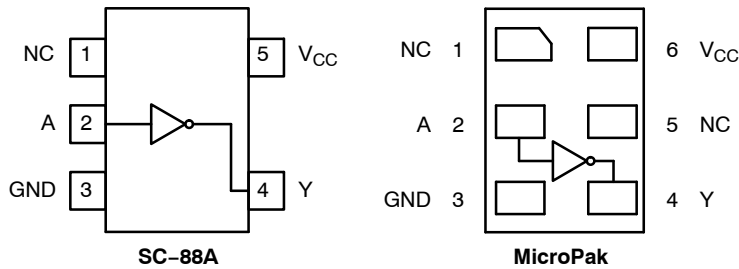 NC 1 5 VCC
A 2
GND 3 4 Y
SC−88A
NC 1 6 VCC
A 2 5 NC
GND 3 4 Y
MicroPak